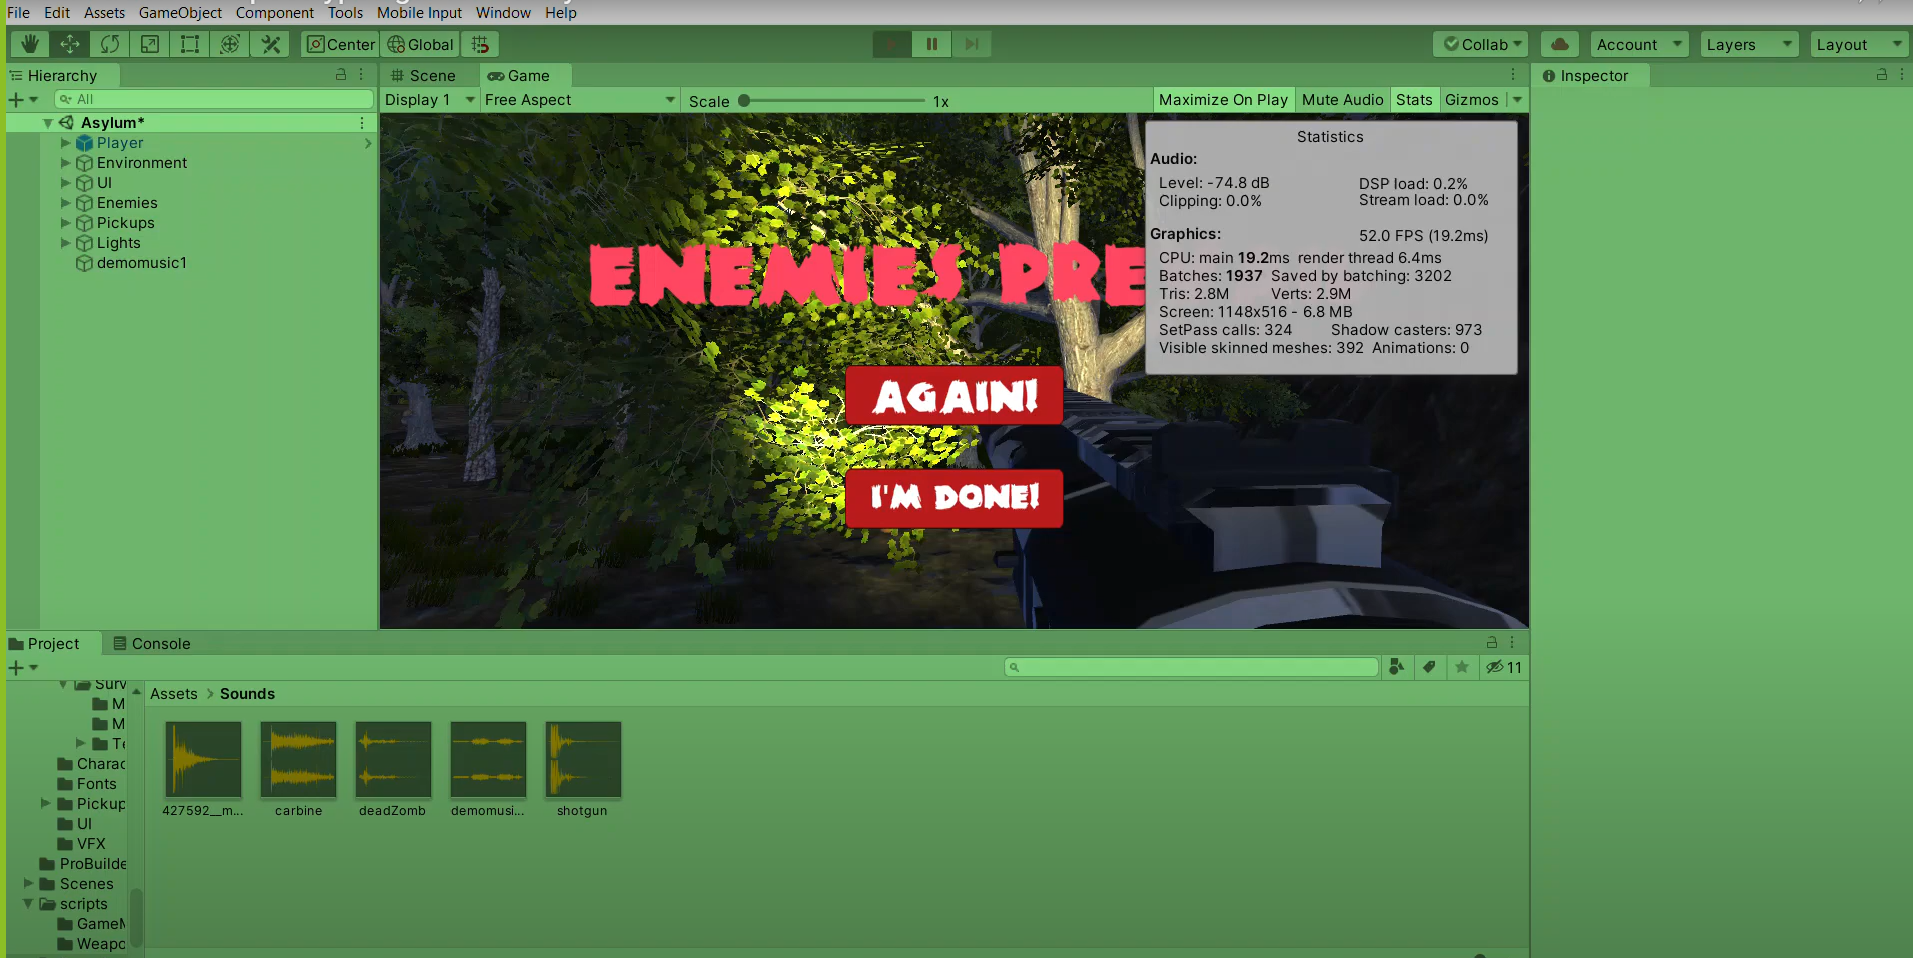 File Edit Assets GameObject Component Tools Mobile Input Window Help
Center Global Collab Account Layers Layout
Hierarchy
All
Asylum*
Player
Environment
UI
Enemies
Pickups
Lights
demomusic1
Scene Game
Display 1 Free Aspect Scale 1x Maximize On Play Mute Audio Stats Gizmos
ENEMIES PRE
AGAIN!
I'M DONE!
Statistics
Audio:
Level: -74.8 dB DSP load: 0.2%
Clipping: 0.0% Stream load: 0.0%
Graphics: 52.0 FPS (19.2ms)
CPU: main 19.2ms render thread 6.4ms
Batches: 1937 Saved by batching: 3202
Tris: 2.8M Verts: 2.9M
Screen: 1148x516 - 6.8 MB
SetPass calls: 324 Shadow casters: 973
Visible skinned meshes: 392 Animations: 0
Inspector
Project Console
11
Surv
M
M
Te
Charac
Fonts
Pickup
UI
VFX
ProBuilde
Scenes
scripts
GameM
Weapo
Assets > Sounds
427592__m... carbine deadZomb demomusi... shotgun